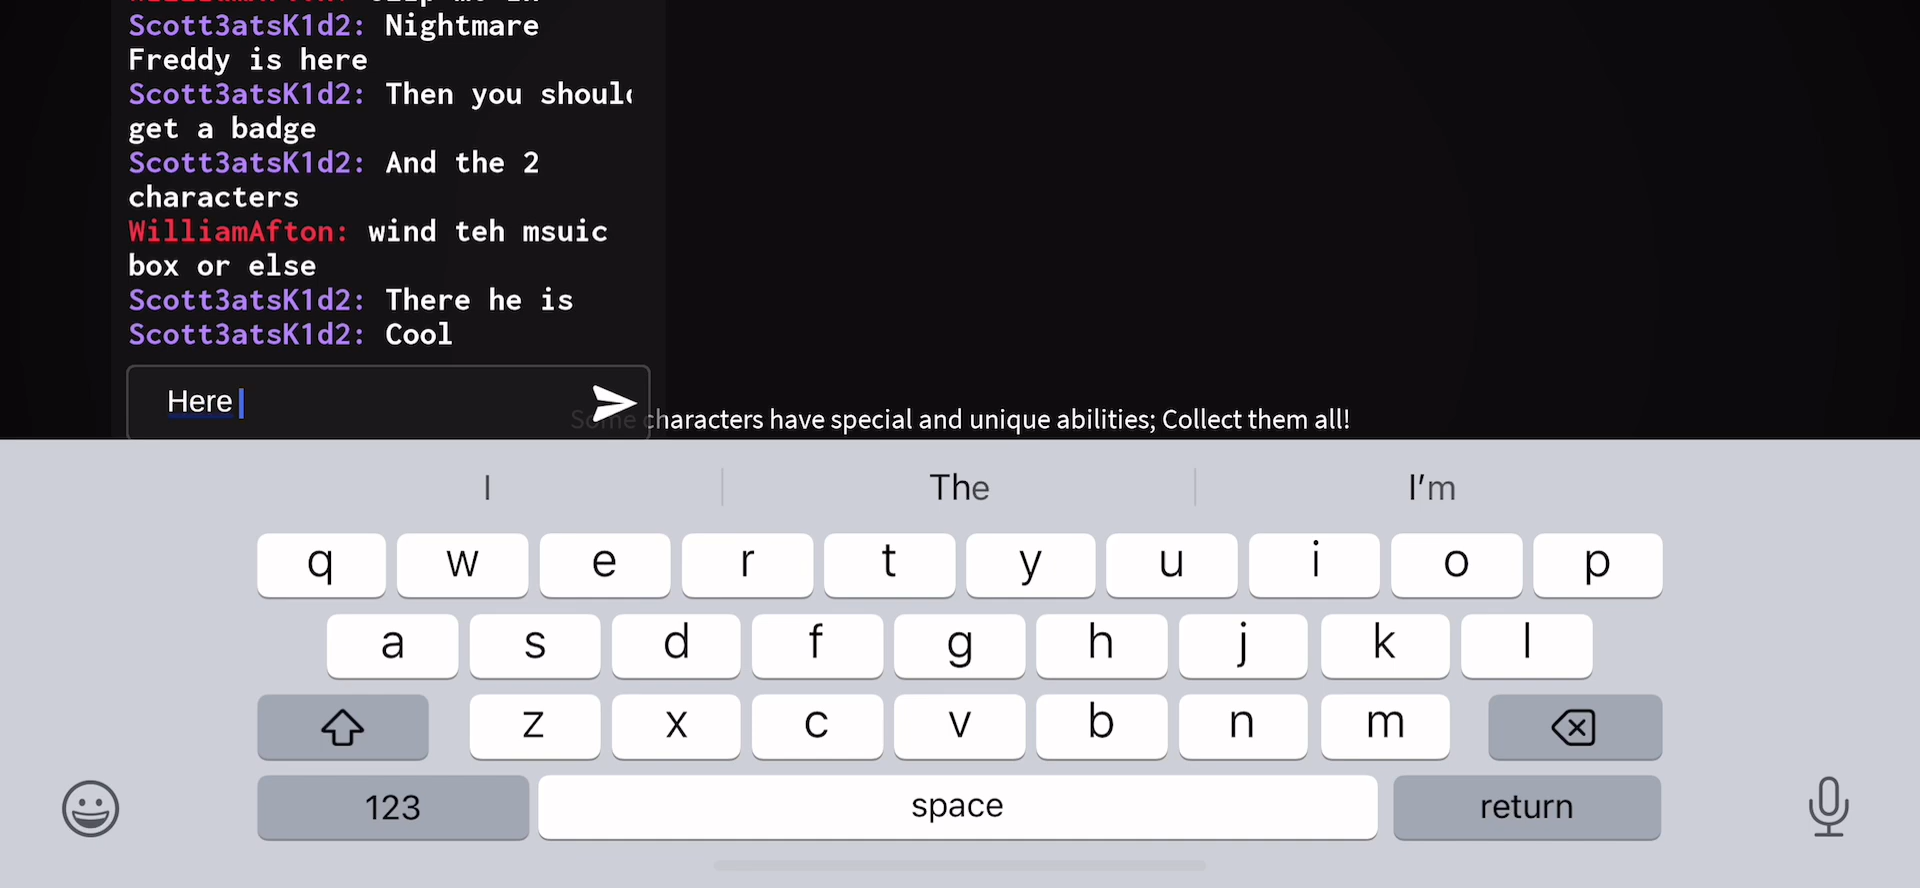 Scott3atsK1d2: Nightmare
Freddy is here
Scott3atsK1d2: Then you should
get a badge
Scott3atsK1d2: And the 2
characters
WilliamAfton: wind teh msuic
box or else
Scott3atsK1d2: There he is
Scott3atsK1d2: Cool
Here
Some characters have special and unique abilities; Collect them all!
I The I'm
q w e r t y u i o p
a s d f g h j k l
z x c v b n m
123 space return